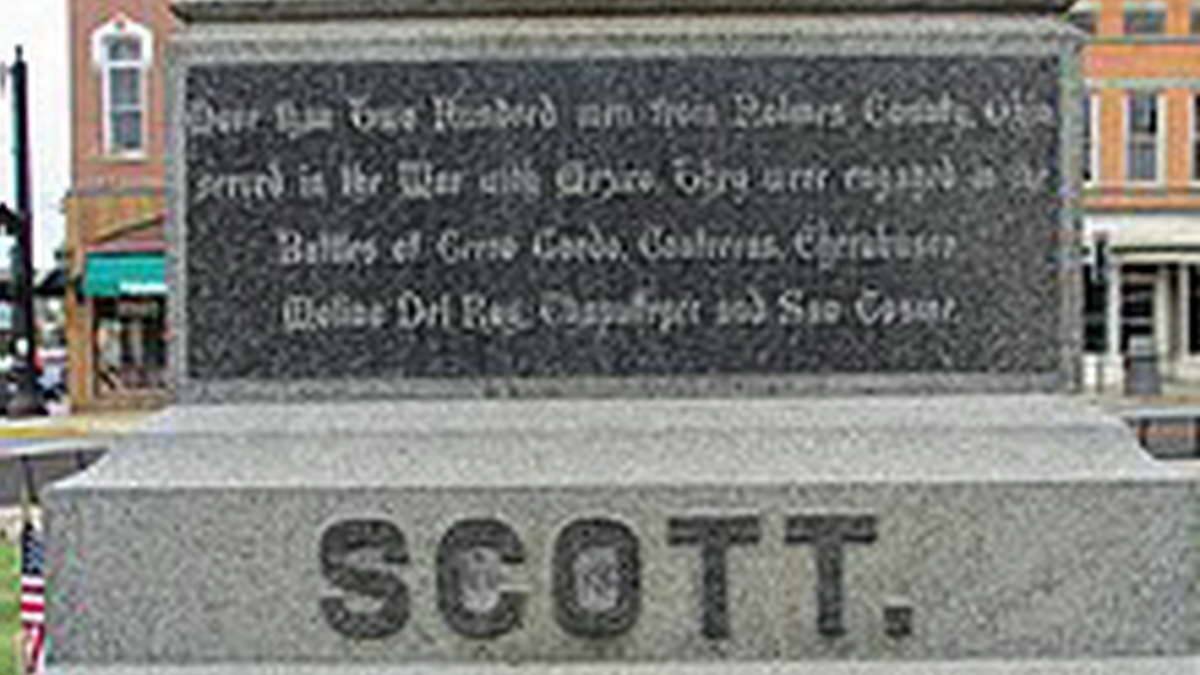 Over than Two Hundred men from Holmes County, Ohio
served in the War with Mexico. They were engaged in the
Battles of Cerro Gordo, Contreras, Cherubusco
Molino Del Rey, Chapultepec and San Cosme.
SCOTT.